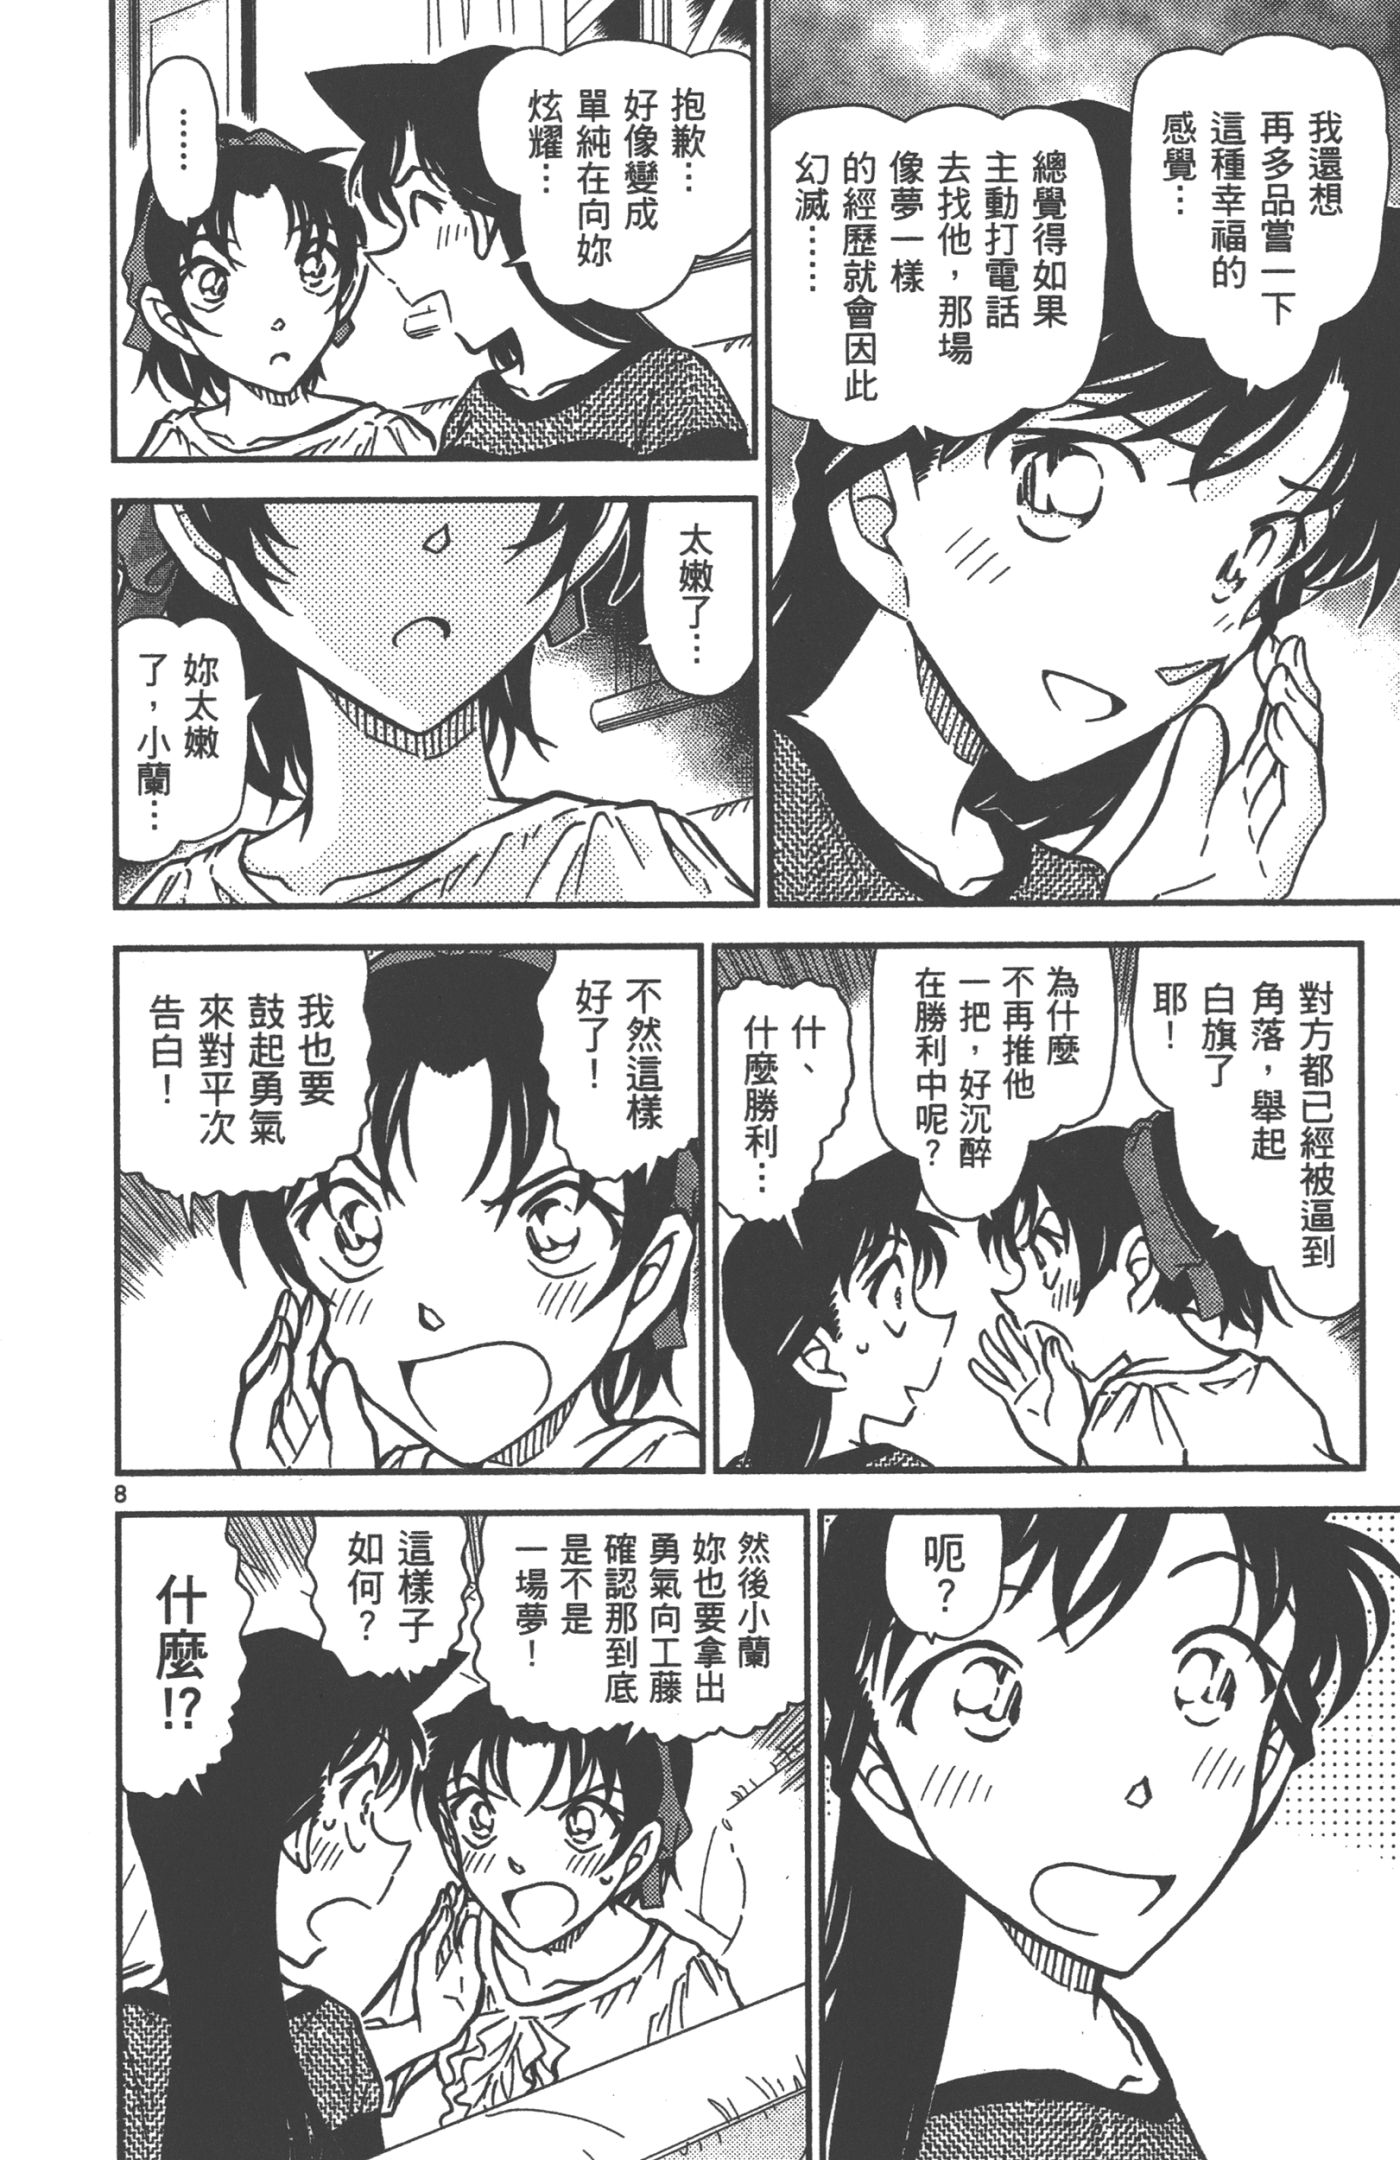 我還想
再多品嘗一下
這種幸福的
感覺…
總覺得如果
主動打電話
去找他，那場
像夢一樣
的經歷就會因此
幻滅……
抱歉…
好像變成
單純在向妳
炫耀…
……
太嫩了…
妳太嫩
了，小蘭…
對方都已經被逼到
角落，舉起
白旗了
耶！
為什麼
不再推他
一把，好沉醉
在勝利中呢？
什、
什麼勝利…
不然這樣
好了！
我也要
鼓起勇氣
來對平次
告白！
呃？
然後小蘭
妳也要拿出
勇氣向工藤
確認那到底
是不是
一場夢！
這樣子
如何？
什麼!?
8